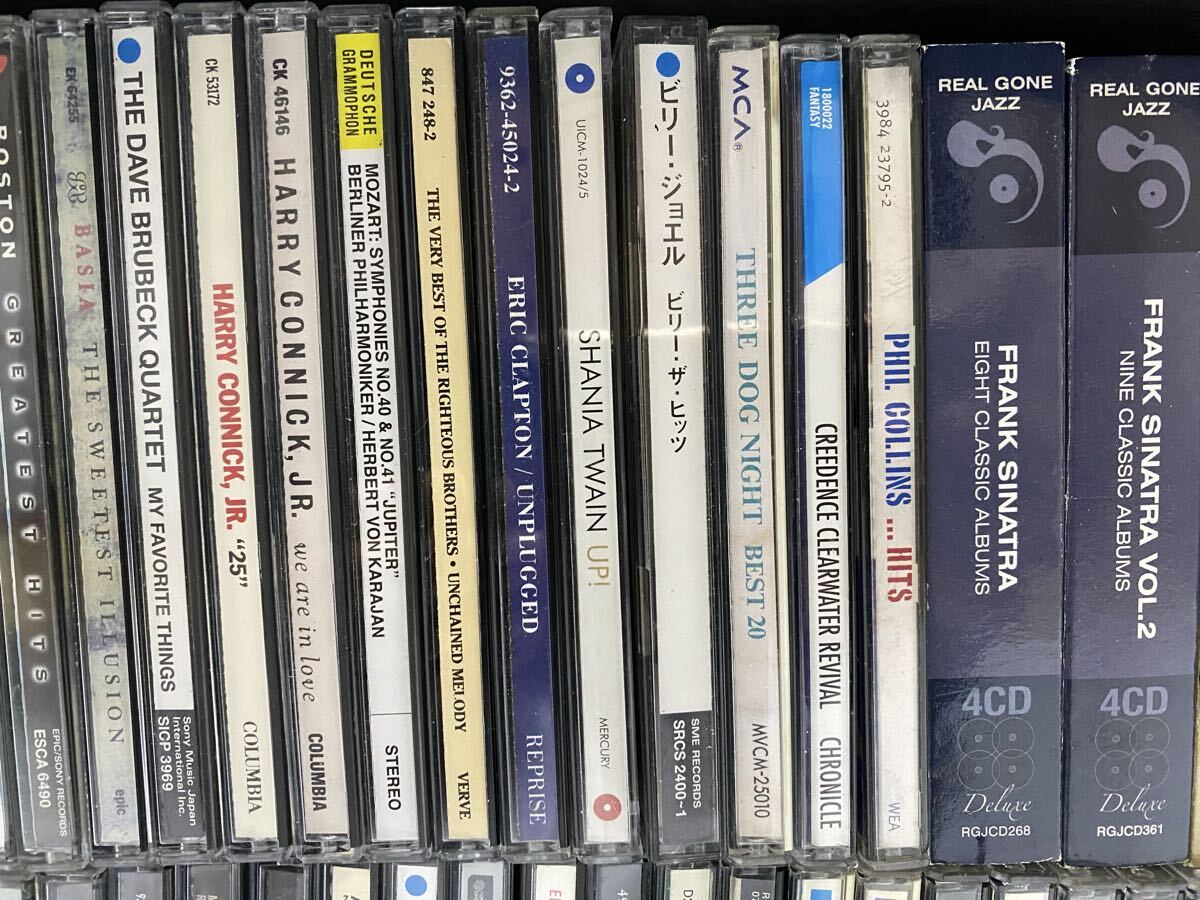 BOSTON GREATEST HITS
EPIC/SONY RECORDS
ESCA 6490
EK 64255
BASIA THE SWEETEST ILLUSION
epic
THE DAVE BRUBECK QUARTET MY FAVORITE THINGS
Sony Music Japan
International Inc.
SICP 3969
CK 53172
HARRY CONNICK, JR. "25"
COLUMBIA
CK 46146
HARRY CONNICK, JR. we are in love
COLUMBIA
DEUTSCHE
GRAMMOPHON
MOZART: SYMPHONIES NO.40 & NO.41 "JUPITER"
BERLINER PHILHARMONIKER / HERBERT VON KARAJAN
STEREO
847 248-2
THE VERY BEST OF THE RIGHTEOUS BROTHERS • UNCHAINED MELODY
VERVE
9362-45024-2
ERIC CLAPTON / UNPLUGGED
REPRISE
UICM-1024/5
SHANIA TWAIN UP!
MERCURY
ビリー・ジョエル ビリー・ザ・ヒッツ
SME RECORDS
SRCS 2400~1
MCA®
THREE DOG NIGHT BEST 20
MVCM-25010
1800022
FANTASY
CREEDENCE CLEARWATER REVIVAL CHRONICLE
3984 23795-2
PHIL COLLINS ... HITS
WEA
REAL GONE
JAZZ
FRANK SINATRA
EIGHT CLASSIC ALBUMS
4CD
Deluxe
RGJCD268
REAL GONE
JAZZ
FRANK SINATRA VOL.2
NINE CLASSIC ALBUMS
4CD
Deluxe
RGJCD361